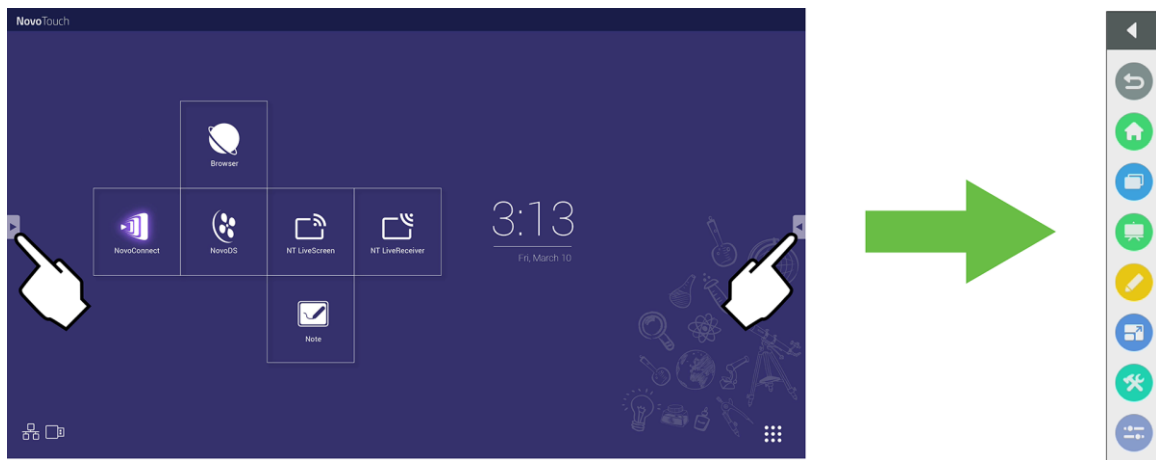 NovoTouch
Browser
NovoConnect
NovoDS
NT LiveScreen
NT LiveReceiver
3:13
Fri, March 10
Note